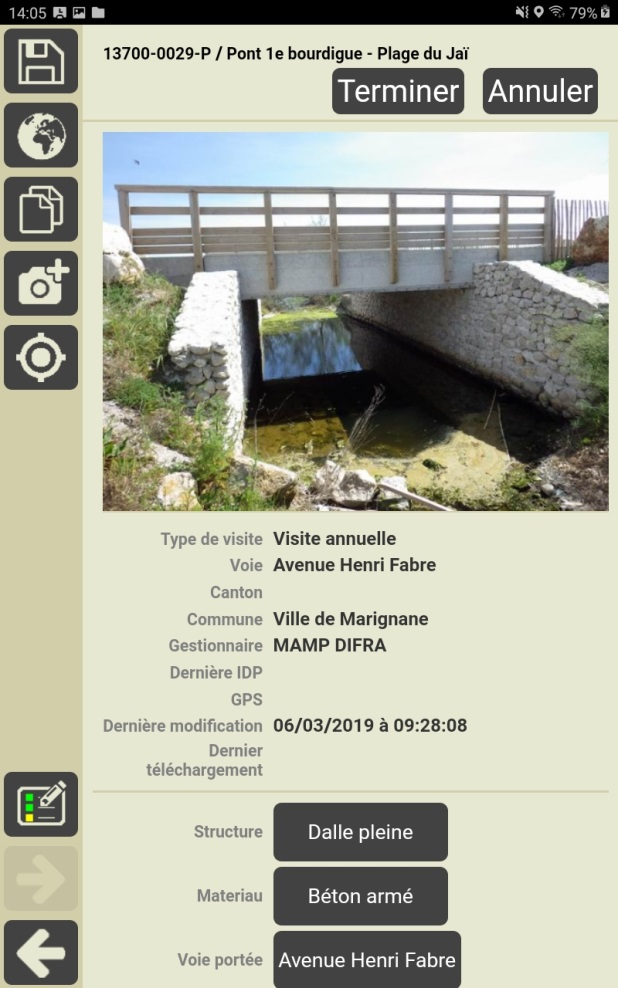 14:05 79%
13700-0029-P / Pont 1e bourdigue - Plage du Jaï
Terminer Annuler
Type de visite Visite annuelle
Voie Avenue Henri Fabre
Canton
Commune Ville de Marignane
Gestionnaire MAMP DIFRA
Dernière IDP
GPS
Dernière modification 06/03/2019 à 09:28:08
Dernier
téléchargement
Structure Dalle pleine
Materiau Béton armé
Voie portée Avenue Henri Fabre